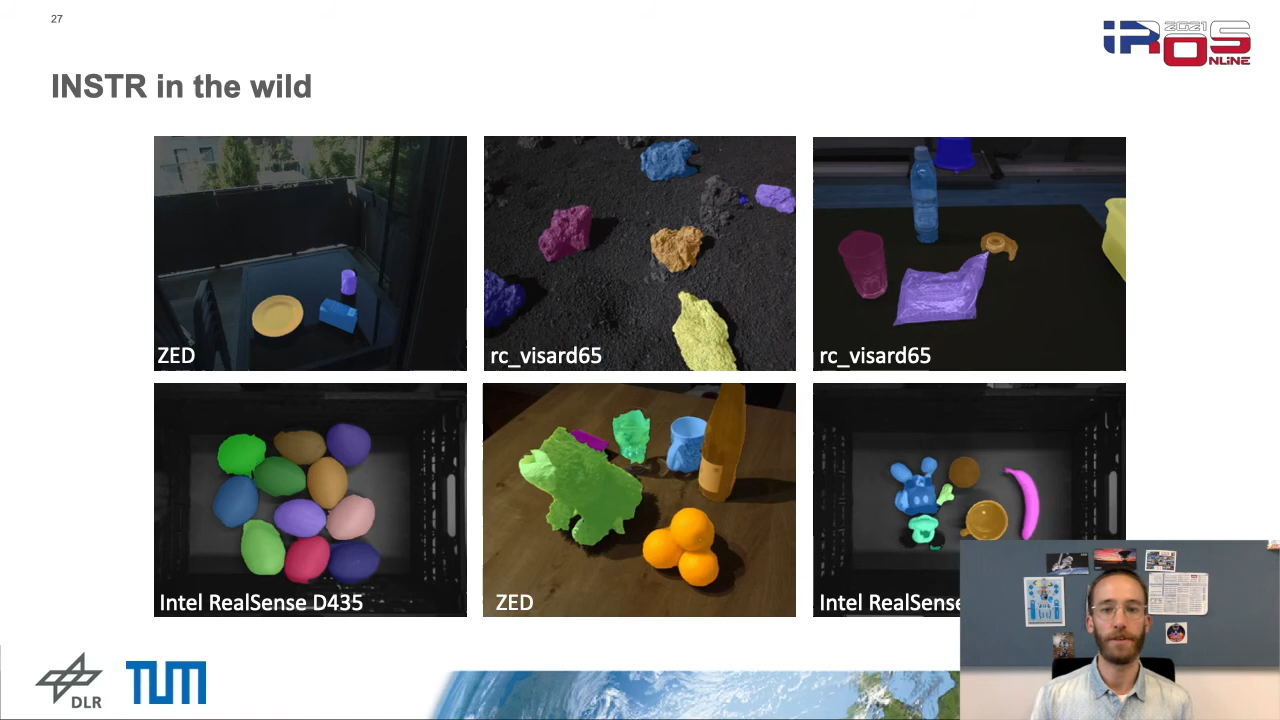 27
IROS
2021
ONLINE
INSTR in the wild
ZED
rc_visard65
rc_visard65
Intel RealSense D435
ZED
Intel RealSense
DLR
TUM